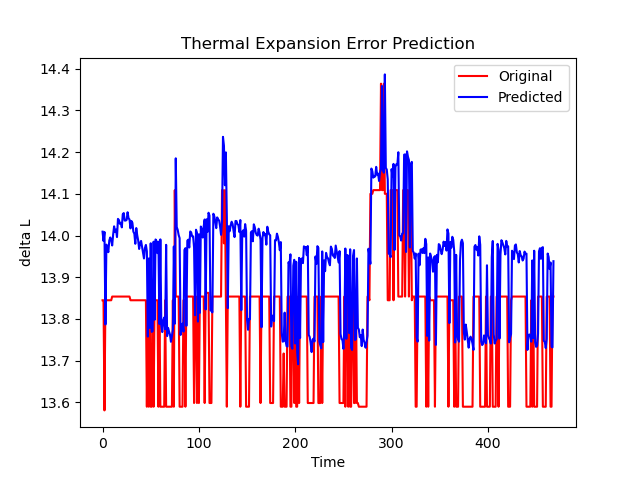 Thermal Expansion Error Prediction
Original
Predicted
14.4
14.3
14.2
14.1
14.0
13.9
13.8
13.7
13.6
delta L
0 100 200 300 400
Time